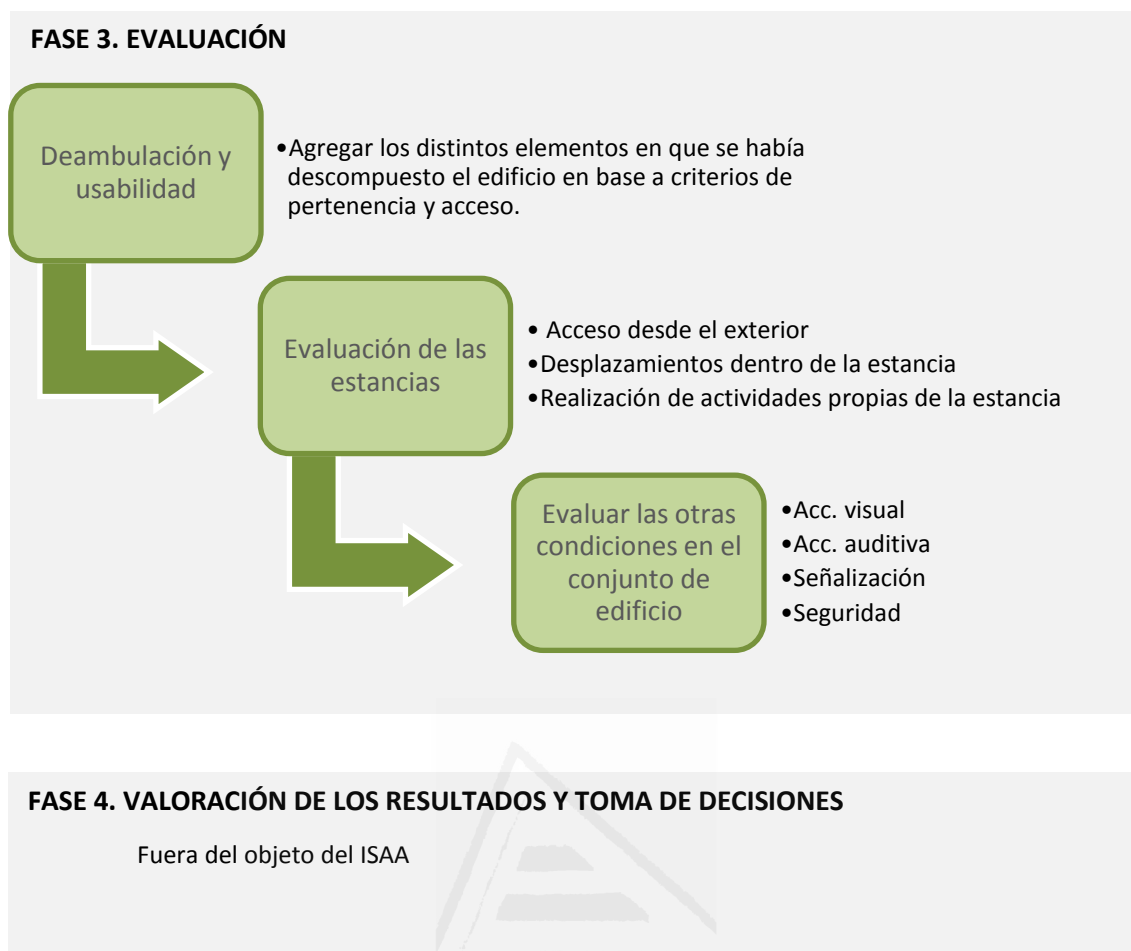 FASE 3. EVALUACIÓN
Deambulación y
usabilidad
•Agregar los distintos elementos en que se había
descompuesto el edificio en base a criterios de
pertenencia y acceso.
Evaluación de las
estancias
• Acceso desde el exterior
•Desplazamientos dentro de la estancia
•Realización de actividades propias de la estancia
Evaluar las otras
condiciones en el
conjunto de
edificio
•Acc. visual
•Acc. auditiva
•Señalización
•Seguridad
FASE 4. VALORACIÓN DE LOS RESULTADOS Y TOMA DE DECISIONES
Fuera del objeto del ISAA